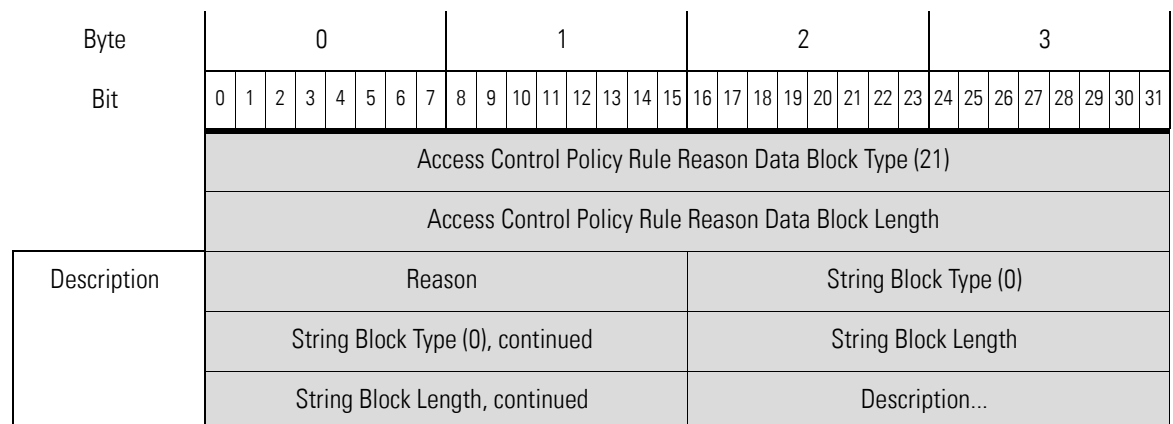 Byte 0 1 2 3
Bit 0 1 2 3 4 5 6 7 8 9 10 11 12 13 14 15 16 17 18 19 20 21 22 23 24 25 26 27 28 29 30 31
Access Control Policy Rule Reason Data Block Type (21)
Access Control Policy Rule Reason Data Block Length
Description Reason String Block Type (0)
String Block Type (0), continued String Block Length
String Block Length, continued Description...